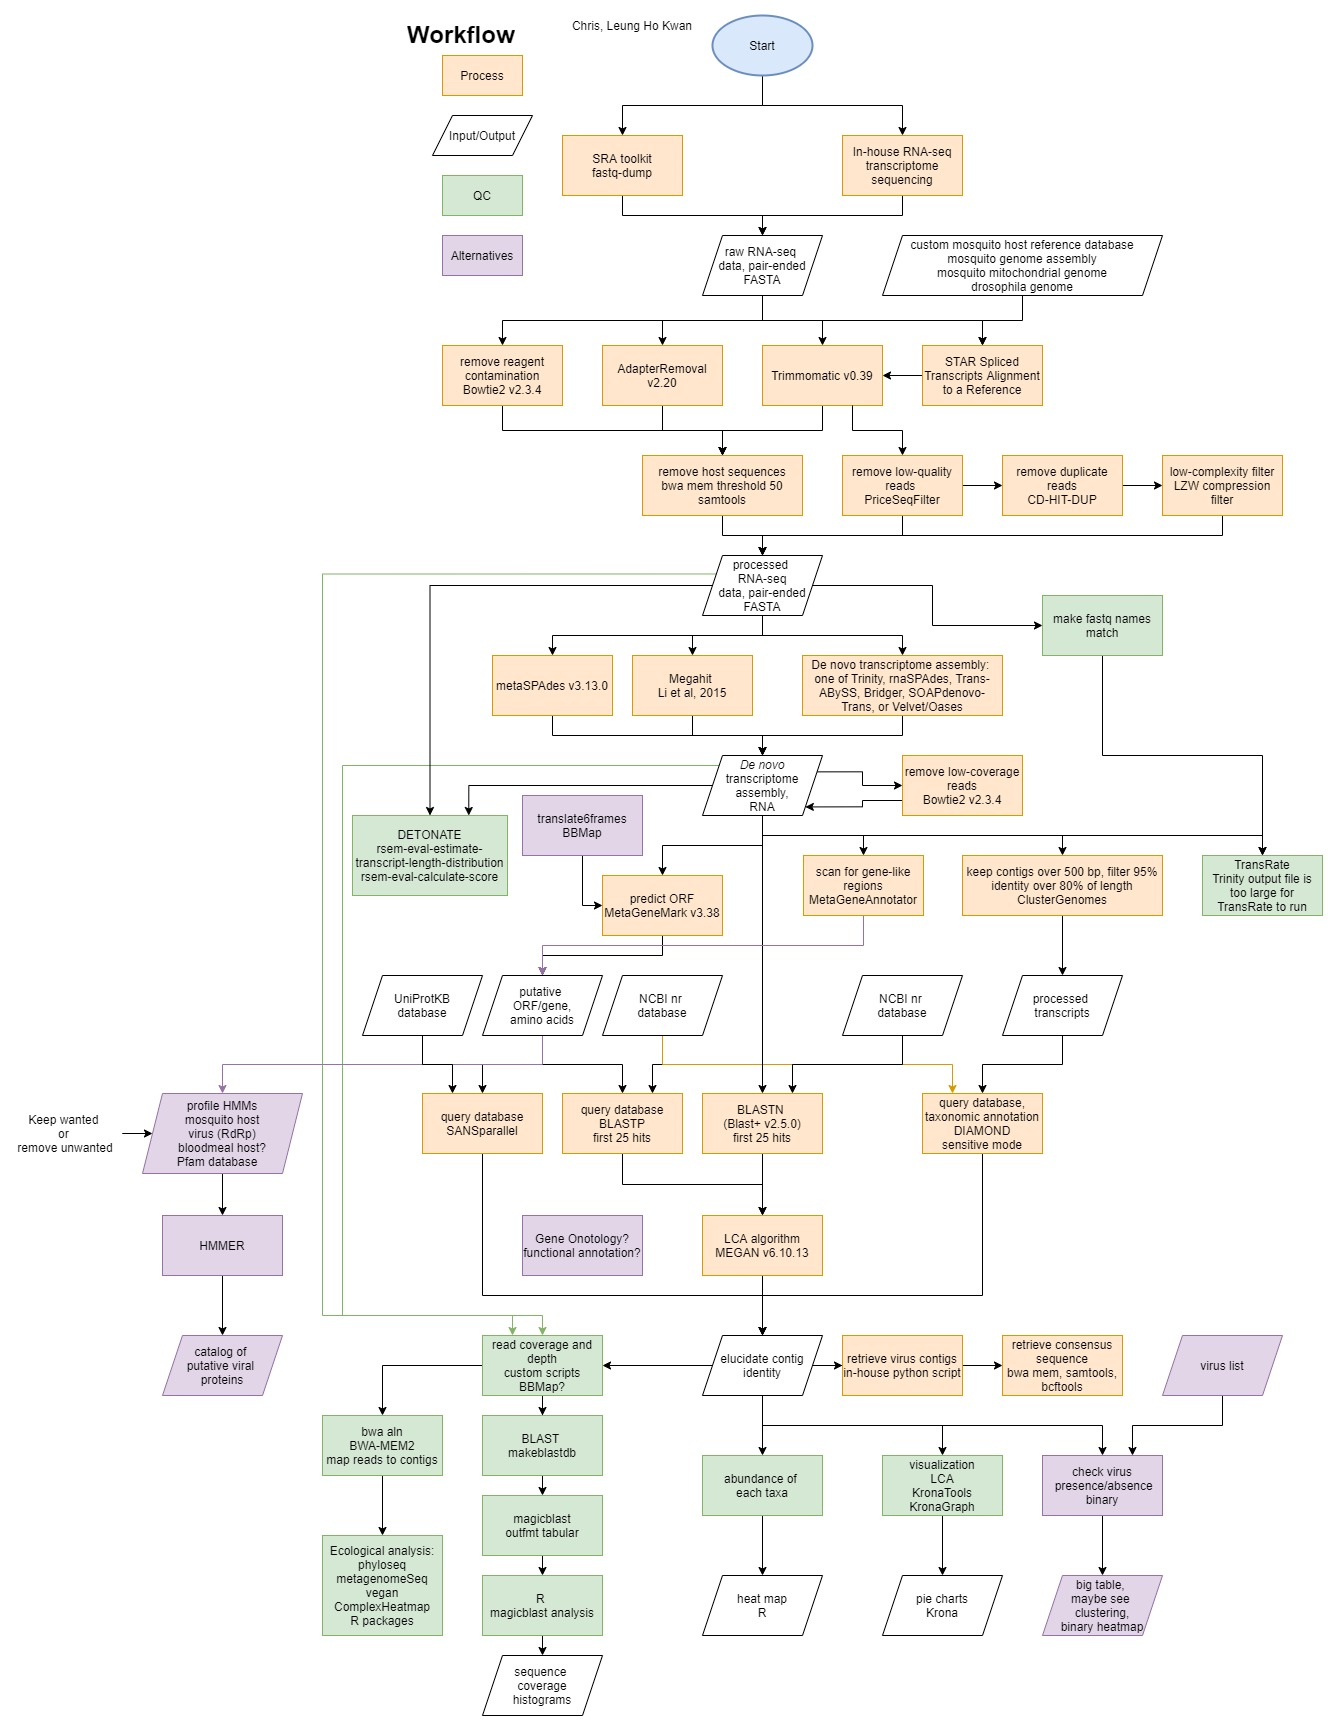 Workflow
Chris, Leung Ho Kwan
Start
Process
Input/Output
QC
Alternatives
SRA toolkit
fastq-dump
In-house RNA-seq
transcriptome
sequencing
raw RNA-seq
data, pair-ended
FASTA
custom mosquito host reference database
mosquito genome assembly
mosquito mitochondrial genome
drosophila genome
remove reagent
contamination
Bowtie2 v2.3.4
AdapterRemoval
v2.20
Trimmomatic v0.39
STAR Spliced
Transcripts Alignment
to a Reference
remove host sequences
bwa mem threshold 50
samtools
remove low-quality
reads
PriceSeqFilter
remove duplicate
reads
CD-HIT-DUP
low-complexity filter
LZW compression
filter
processed
RNA-seq
data, pair-ended
FASTA
make fastq names
match
metaSPAdes v3.13.0
Megahit
Li et al, 2015
De novo transcriptome assembly:
one of Trinity, rnaSPAdes, Trans-
ABySS, Bridger, SOAPdenovo-
Trans, or Velvet/Oases
De novo
transcriptome
assembly,
RNA
remove low-coverage
reads
Bowtie2 v2.3.4
DETONATE
rsem-eval-estimate-
transcript-length-distribution
rsem-eval-calculate-score
translate6frames
BBMap
predict ORF
MetaGeneMark v3.38
scan for gene-like
regions
MetaGeneAnnotator
keep contigs over 500 bp, filter 95%
identity over 80% of length
ClusterGenomes
TransRate
Trinity output file is
too large for
TransRate to run
UniProtKB
database
putative
ORF/gene,
amino acids
NCBI nr
database
NCBI nr
database
processed
transcripts
Keep wanted
or
remove unwanted
profile HMMs
mosquito host
virus (RdRp)
bloodmeal host?
Pfam database
query database
SANSparallel
query database
BLASTP
first 25 hits
BLASTN
(Blast+ v2.5.0)
first 25 hits
query database,
taxonomic annotation
DIAMOND
sensitive mode
HMMER
Gene Onotology?
functional annotation?
LCA algorithm
MEGAN v6.10.13
catalog of
putative viral
proteins
read coverage and
depth
custom scripts
BBMap?
elucidate contig
identity
retrieve virus contigs
in-house python script
retrieve consensus
sequence
bwa mem, samtools,
bcftools
virus list
bwa aln
BWA-MEM2
map reads to contigs
BLAST
makeblastdb
abundance of
each taxa
visualization
LCA
KronaTools
KronaGraph
check virus
presence/absence
binary
magicblast
outfmt tabular
Ecological analysis:
phyloseq
metagenomeSeq
vegan
ComplexHeatmap
R packages
R
magicblast analysis
heat map
R
pie charts
Krona
big table,
maybe see
clustering,
binary heatmap
sequence
coverage
histograms